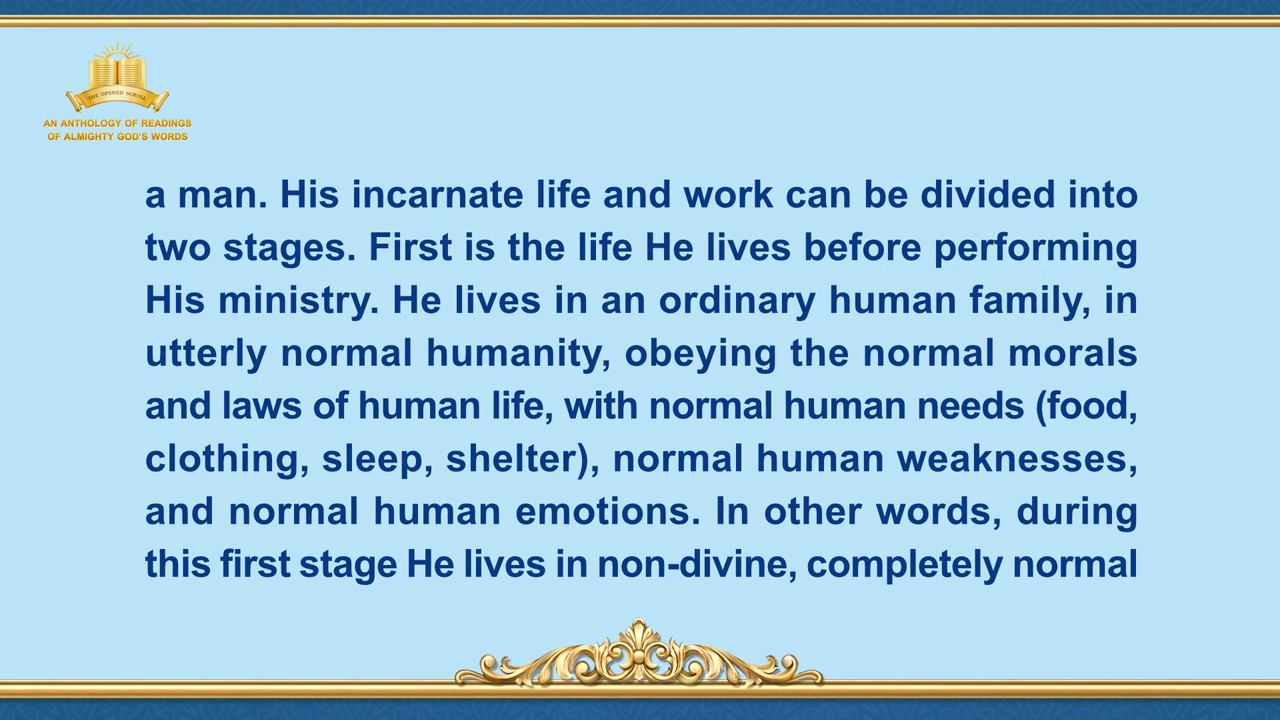 THE OPENED SCROLL
AN ANTHOLOGY OF READINGS
OF ALMIGHTY GOD'S WORDS
a man. His incarnate life and work can be divided into
two stages. First is the life He lives before performing
His ministry. He lives in an ordinary human family, in
utterly normal humanity, obeying the normal morals
and laws of human life, with normal human needs (food,
clothing, sleep, shelter), normal human weaknesses,
and normal human emotions. In other words, during
this first stage He lives in non-divine, completely normal